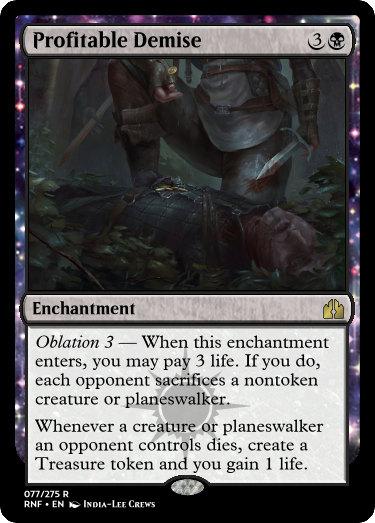 Profitable Demise 3
Enchantment
Oblation 3 — When this enchantment
enters, you may pay 3 life. If you do,
each opponent sacrifices a nontoken
creature or planeswalker.
Whenever a creature or planeswalker
an opponent controls dies, create a
Treasure token and you gain 1 life.
077/275 R
RNF • EN India-Lee Crews